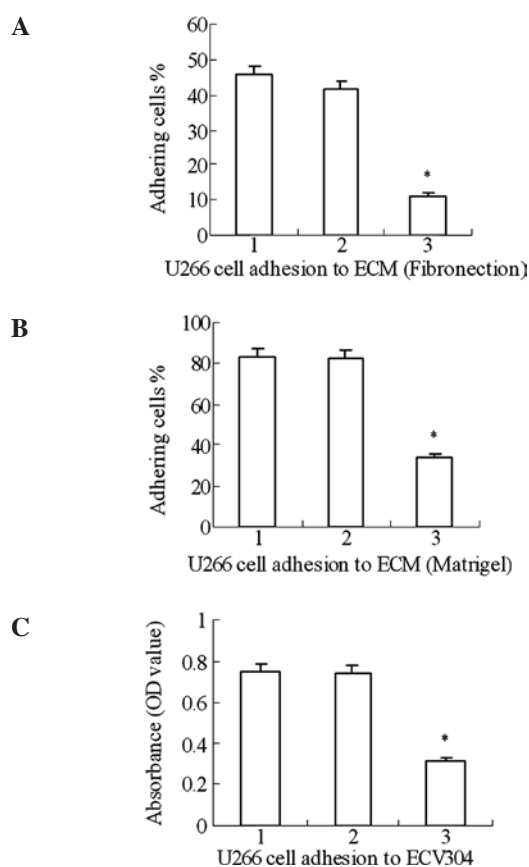 A
Adhering cells %
60
50
40
30
20
10
0
*
1 2 3
U266 cell adhesion to ECM (Fibronection)
B
Adhering cells %
100
80
60
40
20
0
*
1 2 3
U266 cell adhesion to ECM (Matrigel)
C
Absorbance (OD value)
1
0.8
0.6
0.4
0.2
0
*
1 2 3
U266 cell adhesion to ECV304